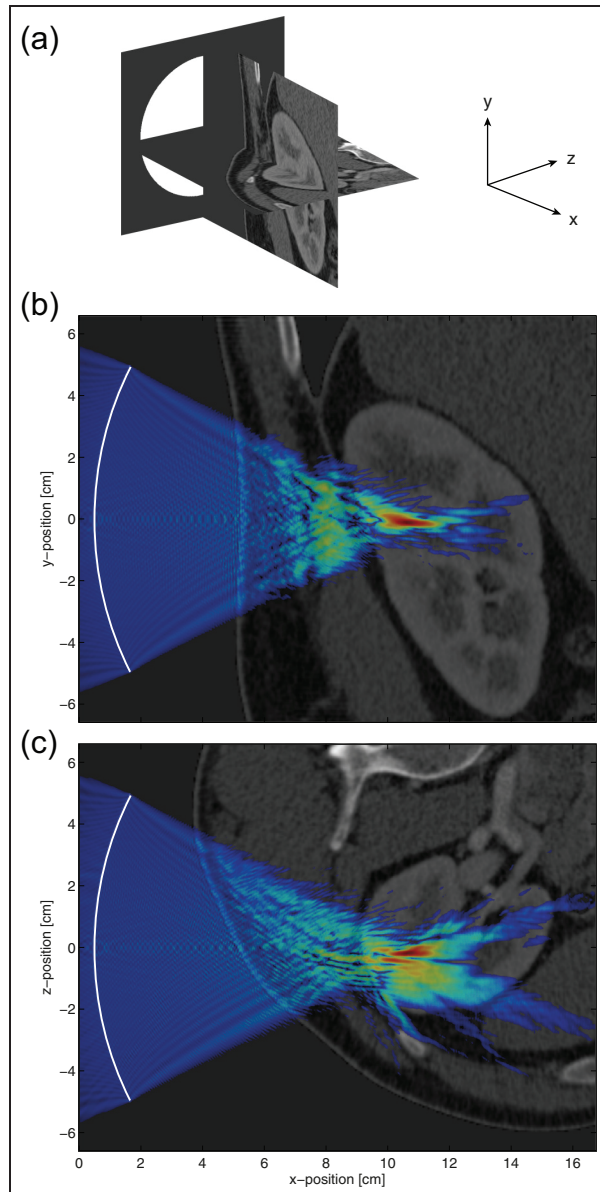 (a)
y
z
x
(b)
6
4
2
0
−2
−4
−6
y−position [cm]
(c)
6
4
2
0
−2
−4
−6
z−position [cm]
0 2 4 6 8 10 12 14 16
x−position [cm]